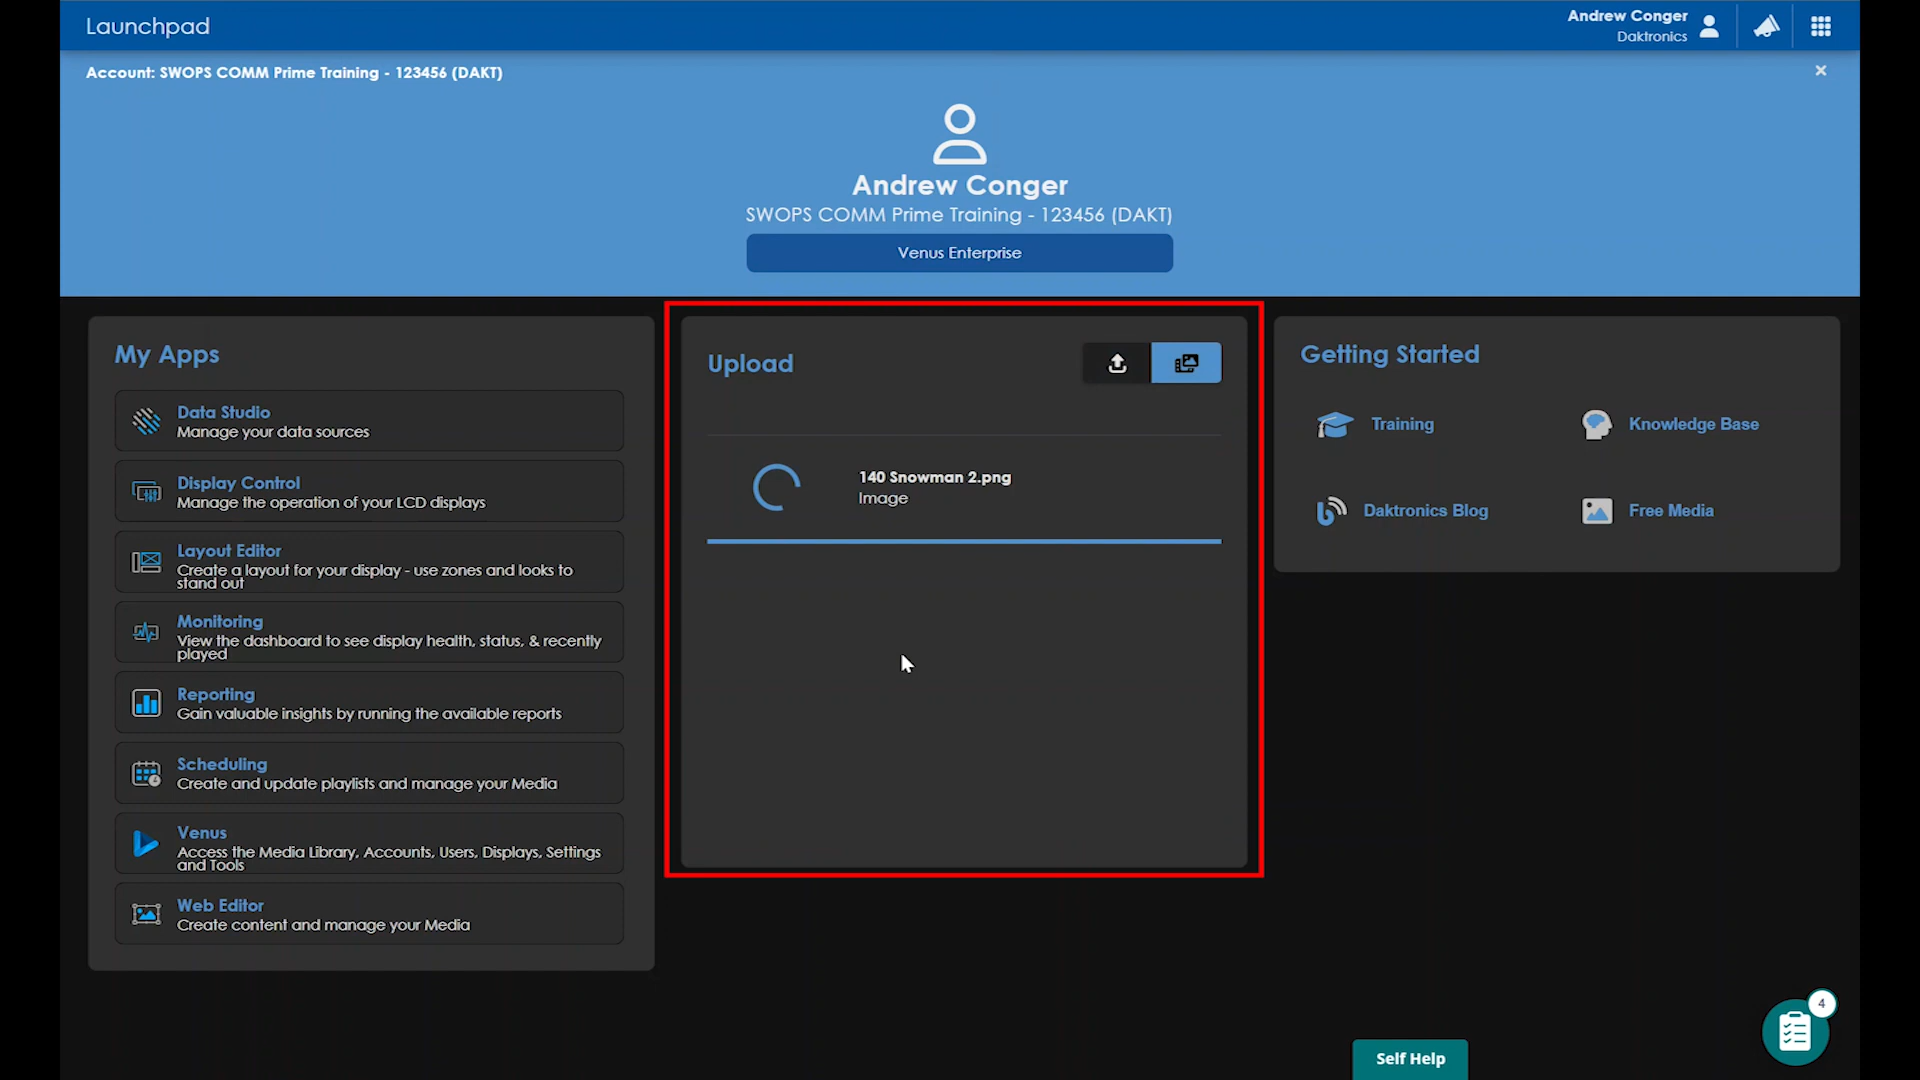 Launchpad
Andrew Conger
Daktronics
Account: SWOPS COMM Prime Training - 123456 (DAKT)
Andrew Conger
SWOPS COMM Prime Training - 123456 (DAKT)
Venus Enterprise
My Apps
Data Studio
Manage your data sources
Display Control
Manage the operation of your LCD displays
Layout Editor
Create a layout for your display - use zones and looks to
stand out
Monitoring
View the dashboard to see display health, status, & recently
played
Reporting
Gain valuable insights by running the available reports
Scheduling
Create and update playlists and manage your Media
Venus
Access the Media Library, Accounts, Users, Displays, Settings
and Tools
Web Editor
Create content and manage your Media
Upload
140 Snowman 2.png
Image
Getting Started
Training
Knowledge Base
Daktronics Blog
Free Media
4
Self Help